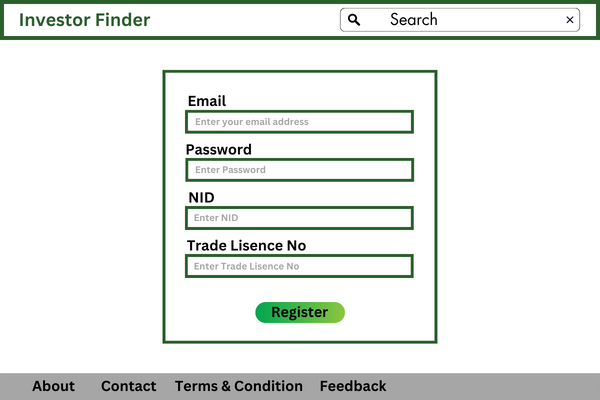 Investor Finder
Search
Email
Enter your email address
Password
Enter Password
NID
Enter NID
Trade Lisence No
Enter Trade Lisence No
Register
About Contact Terms & Condition Feedback